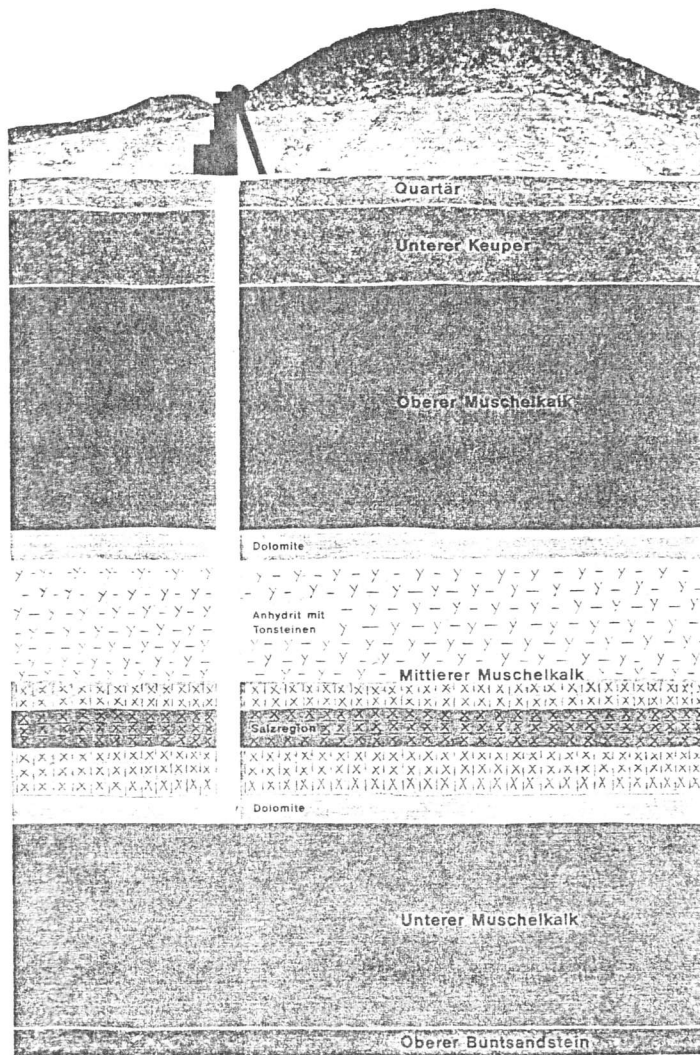 Quartär
Unterer Keuper
Oberer Muschelkalk
Dolomite
Anhydrit mit
Tonsteinen
Mittlerer Muschelkalk
Salzregion
Dolomite
Unterer Muschelkalk
Oberer Buntsandstein